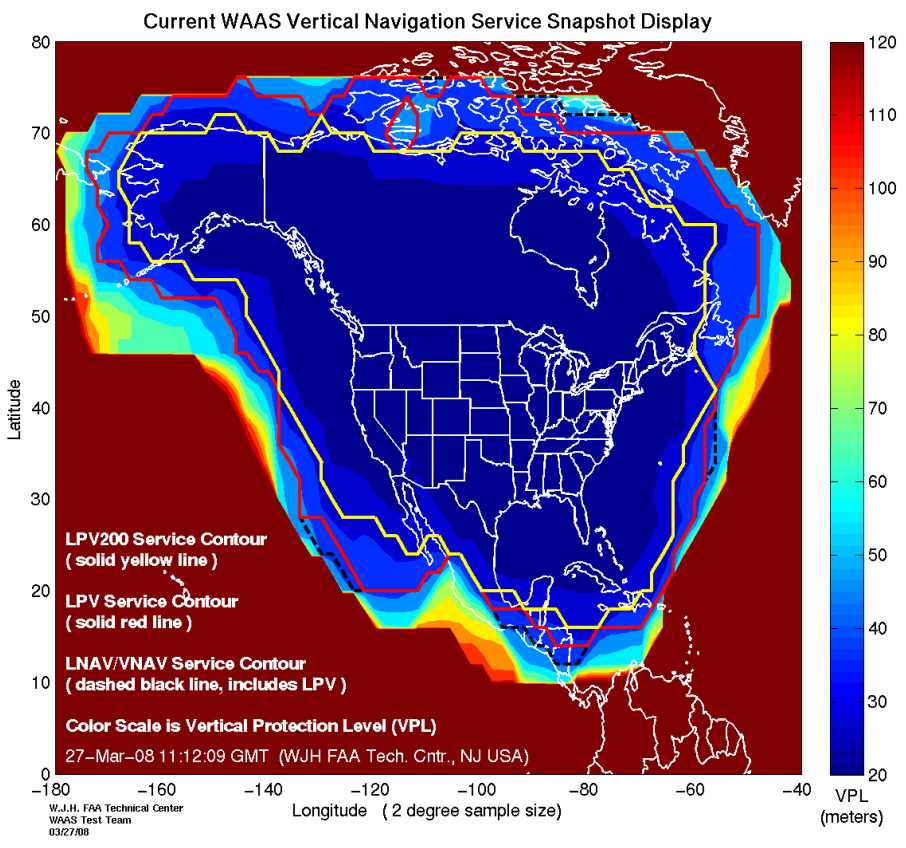 Current WAAS Vertical Navigation Service Snapshot Display
80
70
60
50
40
30
20
10
0
Latitude
LPV200 Service Contour
( solid yellow line )
LPV Service Contour
( solid red line )
LNAV/VNAV Service Contour
( dashed black line, includes LPV )
Color Scale is Vertical Protection Level (VPL)
27-Mar-08 11:12:09 GMT (WJH FAA Tech. Cntr., NJ USA)
-180 -160 -140 -120 -100 -80 -60 -40
Longitude ( 2 degree sample size)
W.J.H. FAA Technical Center
WAAS Test Team
03/27/08
120
110
100
90
80
70
60
50
40
30
20
VPL
(meters)